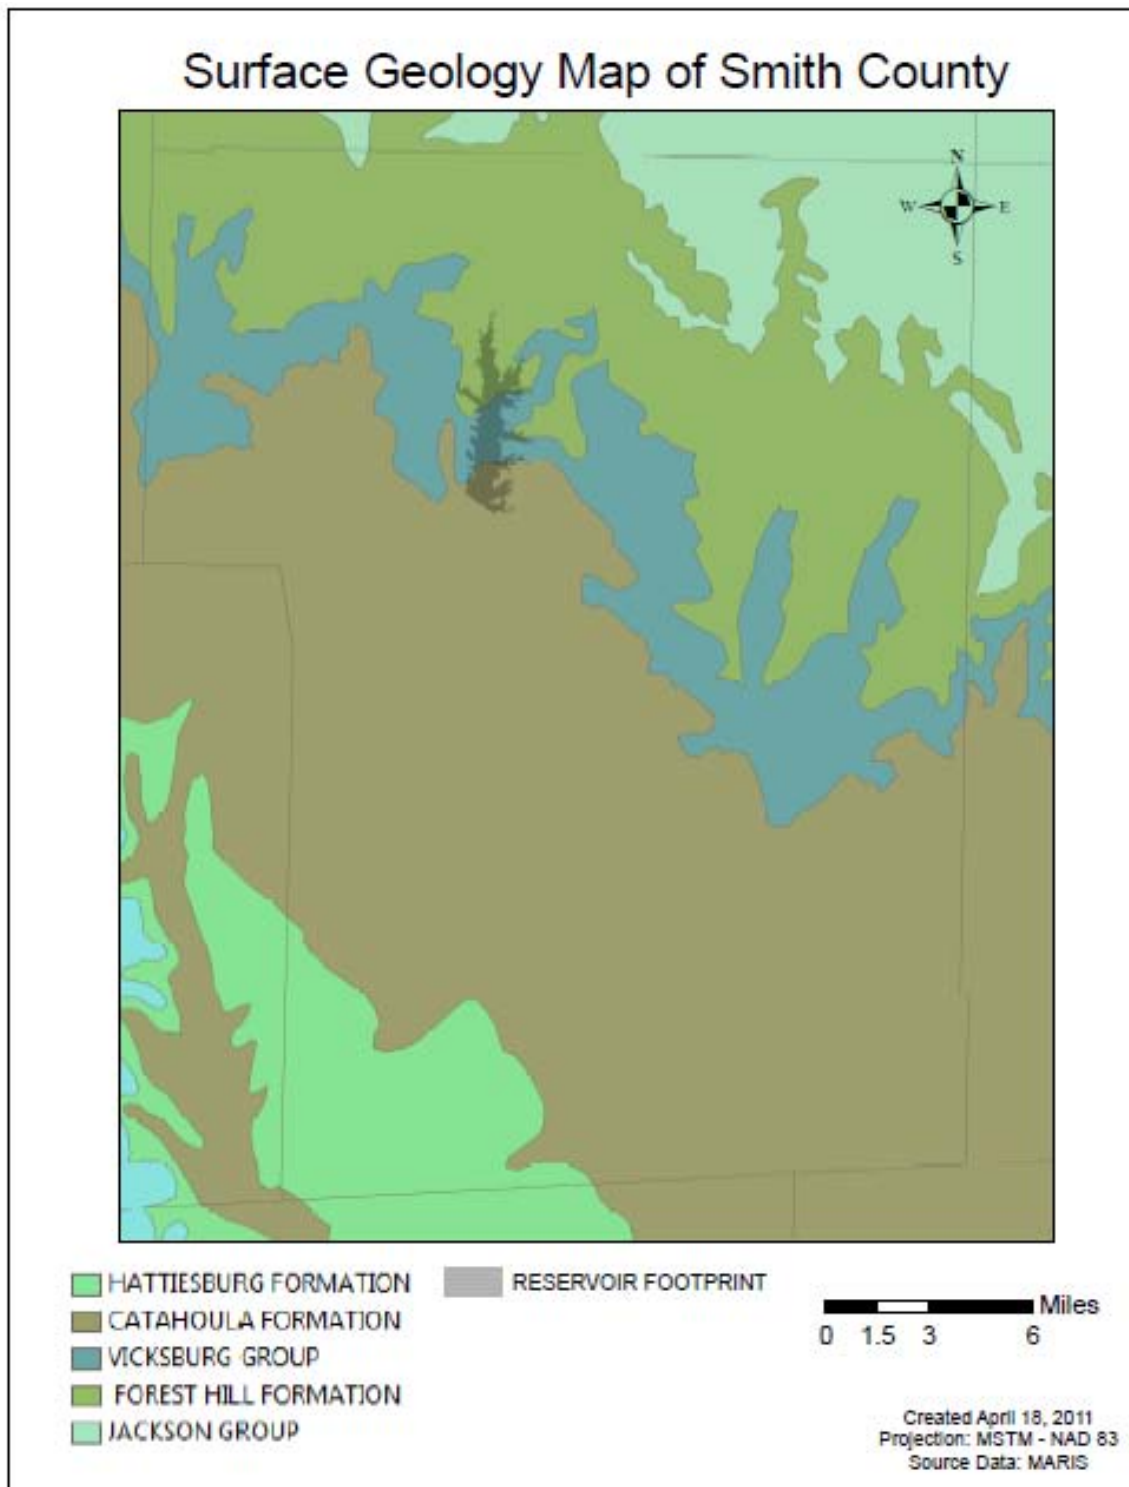 Surface Geology Map of Smith County
N
W E
S
HATTIESBURG FORMATION
CATAHOULA FORMATION
VICKSBURG GROUP
FOREST HILL FORMATION
JACKSON GROUP
RESERVOIR FOOTPRINT
Miles
0 1.5 3 6
Created April 18, 2011
Projection: MSTM - NAD 83
Source Data: MARIS